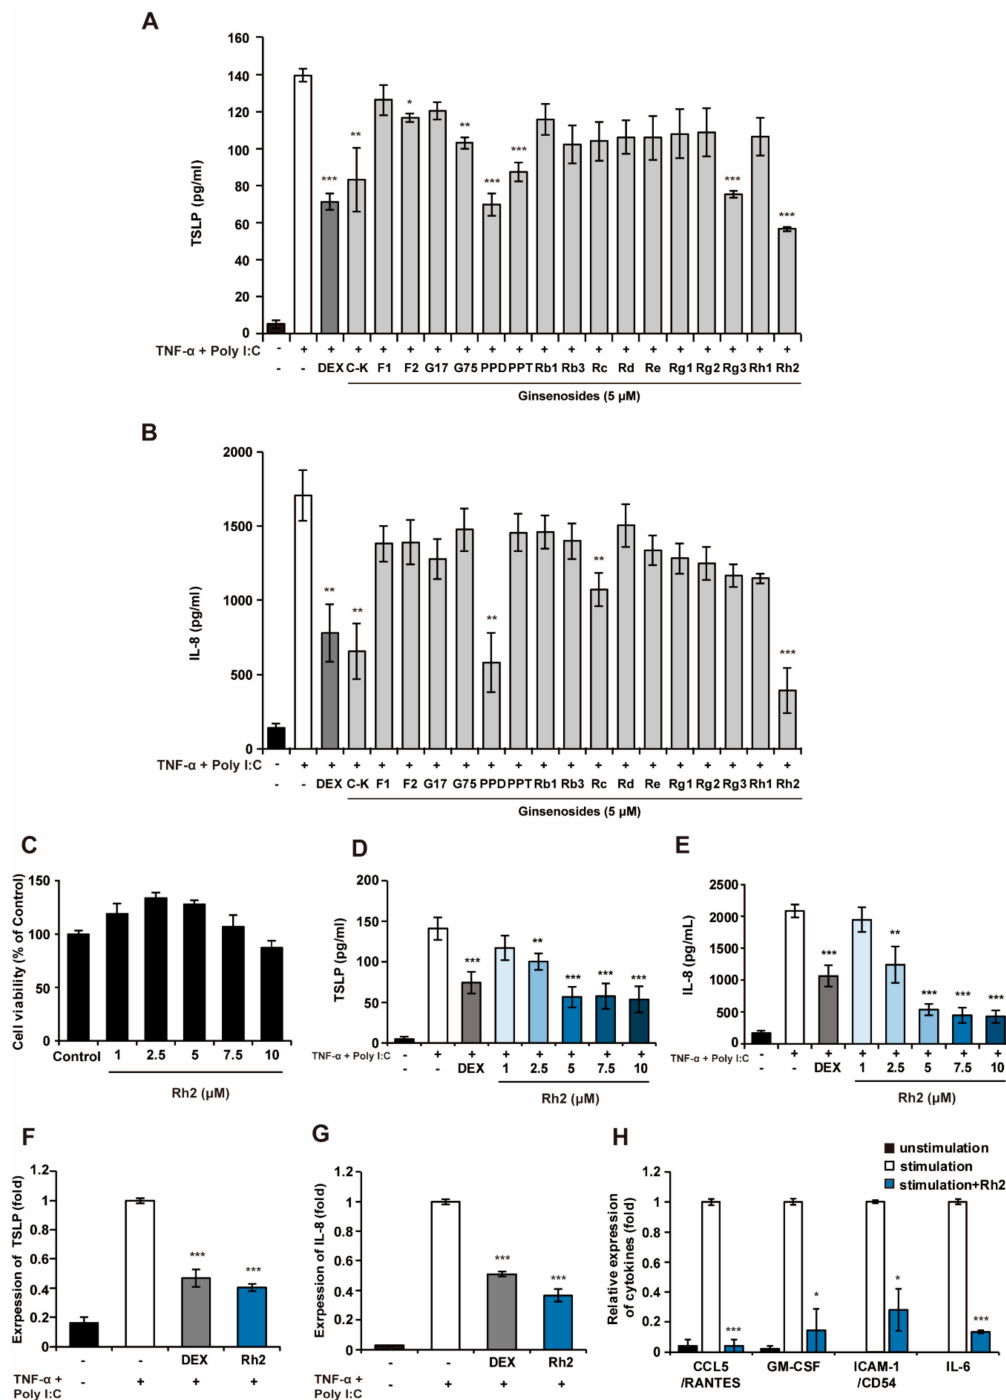 A
160
140
120
100
80
60
40
20
0
TSLP (pg/ml)
*** ** * ** *** *** *** ***
TNF-α + Poly I:C - + + + + + + + + + + + + + + + + + + +
- - DEX C-K F1 F2 G17 G75 PPD PPT Rb1 Rb3 Rc Rd Re Rg1 Rg2 Rg3 Rh1 Rh2
Ginsenosides (5 μM)
B
2000
1500
1000
500
0
IL-8 (pg/ml)
** ** ** ** ***
TNF-α + Poly I:C - + + + + + + + + + + + + + + + + + + +
- - DEX C-K F1 F2 G17 G75 PPD PPT Rb1 Rb3 Rc Rd Re Rg1 Rg2 Rg3 Rh1 Rh2
Ginsenosides (5 μM)
C
150
100
50
0
Cell viability (% of Control)
Control 1 2.5 5 7.5 10
Rh2 (μM)
D
200
150
100
50
0
TSLP (pg/ml)
*** ** *** *** ***
TNF-α + Poly I:C - + + + + + + +
- - DEX 1 2.5 5 7.5 10
Rh2 (μM)
E
2500
2000
1500
1000
500
0
IL-8 (pg/mL)
*** ** *** *** ***
TNF-α + Poly I:C - + + + + + + +
- - DEX 1 2.5 5 7.5 10
Rh2 (μM)
F
1.2
1
0.8
0.6
0.4
0.2
0
Exrpession of TSLP (fold)
*** ***
- - DEX Rh2
TNF-α + - + + +
Poly I:C
G
1.2
1
0.8
0.6
0.4
0.2
0
Exrpession of IL-8 (fold)
*** ***
- - DEX Rh2
TNF-α + - + + +
Poly I:C
H
unstimulation
stimulation
stimulation+Rh2
1.2
1
0.8
0.6
0.4
0.2
0
Relative expression
of cytokines (fold)
*** * * ***
CCL5 GM-CSF ICAM-1 IL-6
/RANTES /CD54